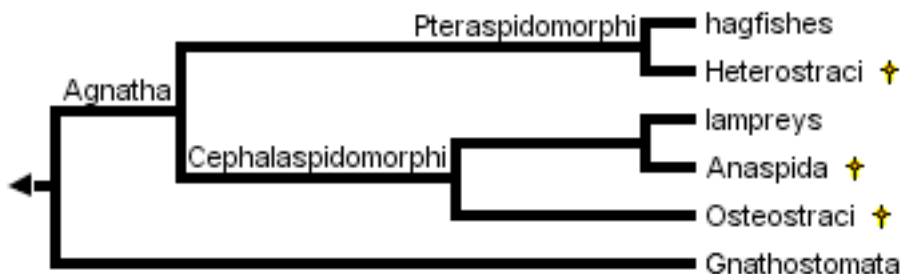 Pteraspidomorphi
hagfishes
Heterostraci
Agnatha
lampreys
Cephalaspidomorphi
Anaspida
Osteostraci
Gnathostomata